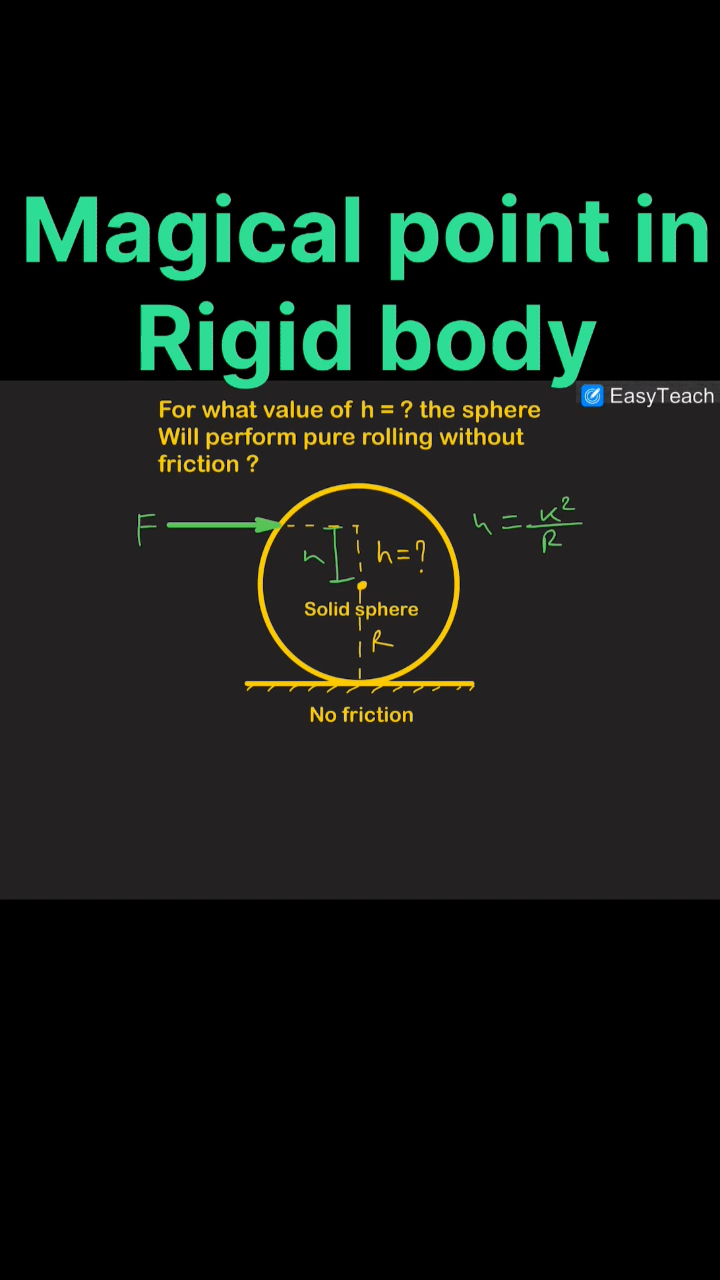 Magical point in
Rigid body
EasyTeach
For what value of h = ? the sphere
Will perform pure rolling without
friction ?
F
h
h=?
h = K²/R
Solid sphere
R
No friction